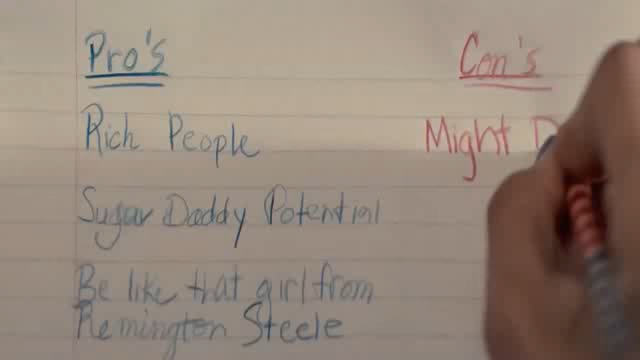 Pro's
Con's
Rich People
Might D
Sugar Daddy Potential
Be like that girl from
Remington Steele